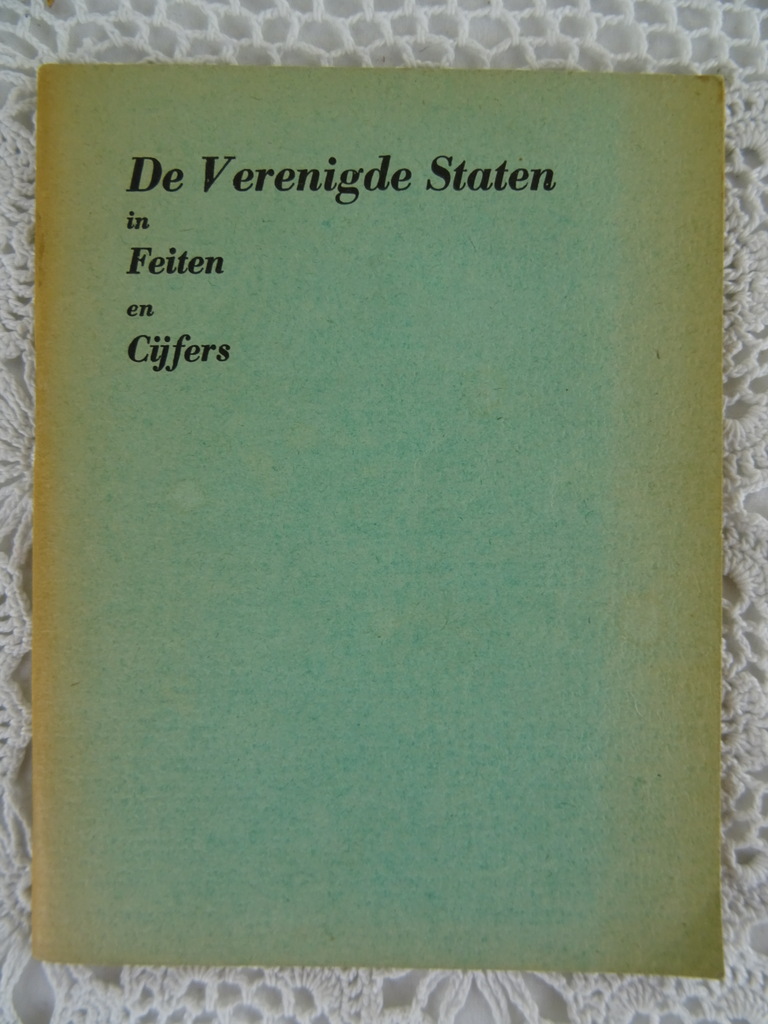 De Verenigde Staten
in
Feiten
en
Cijfers